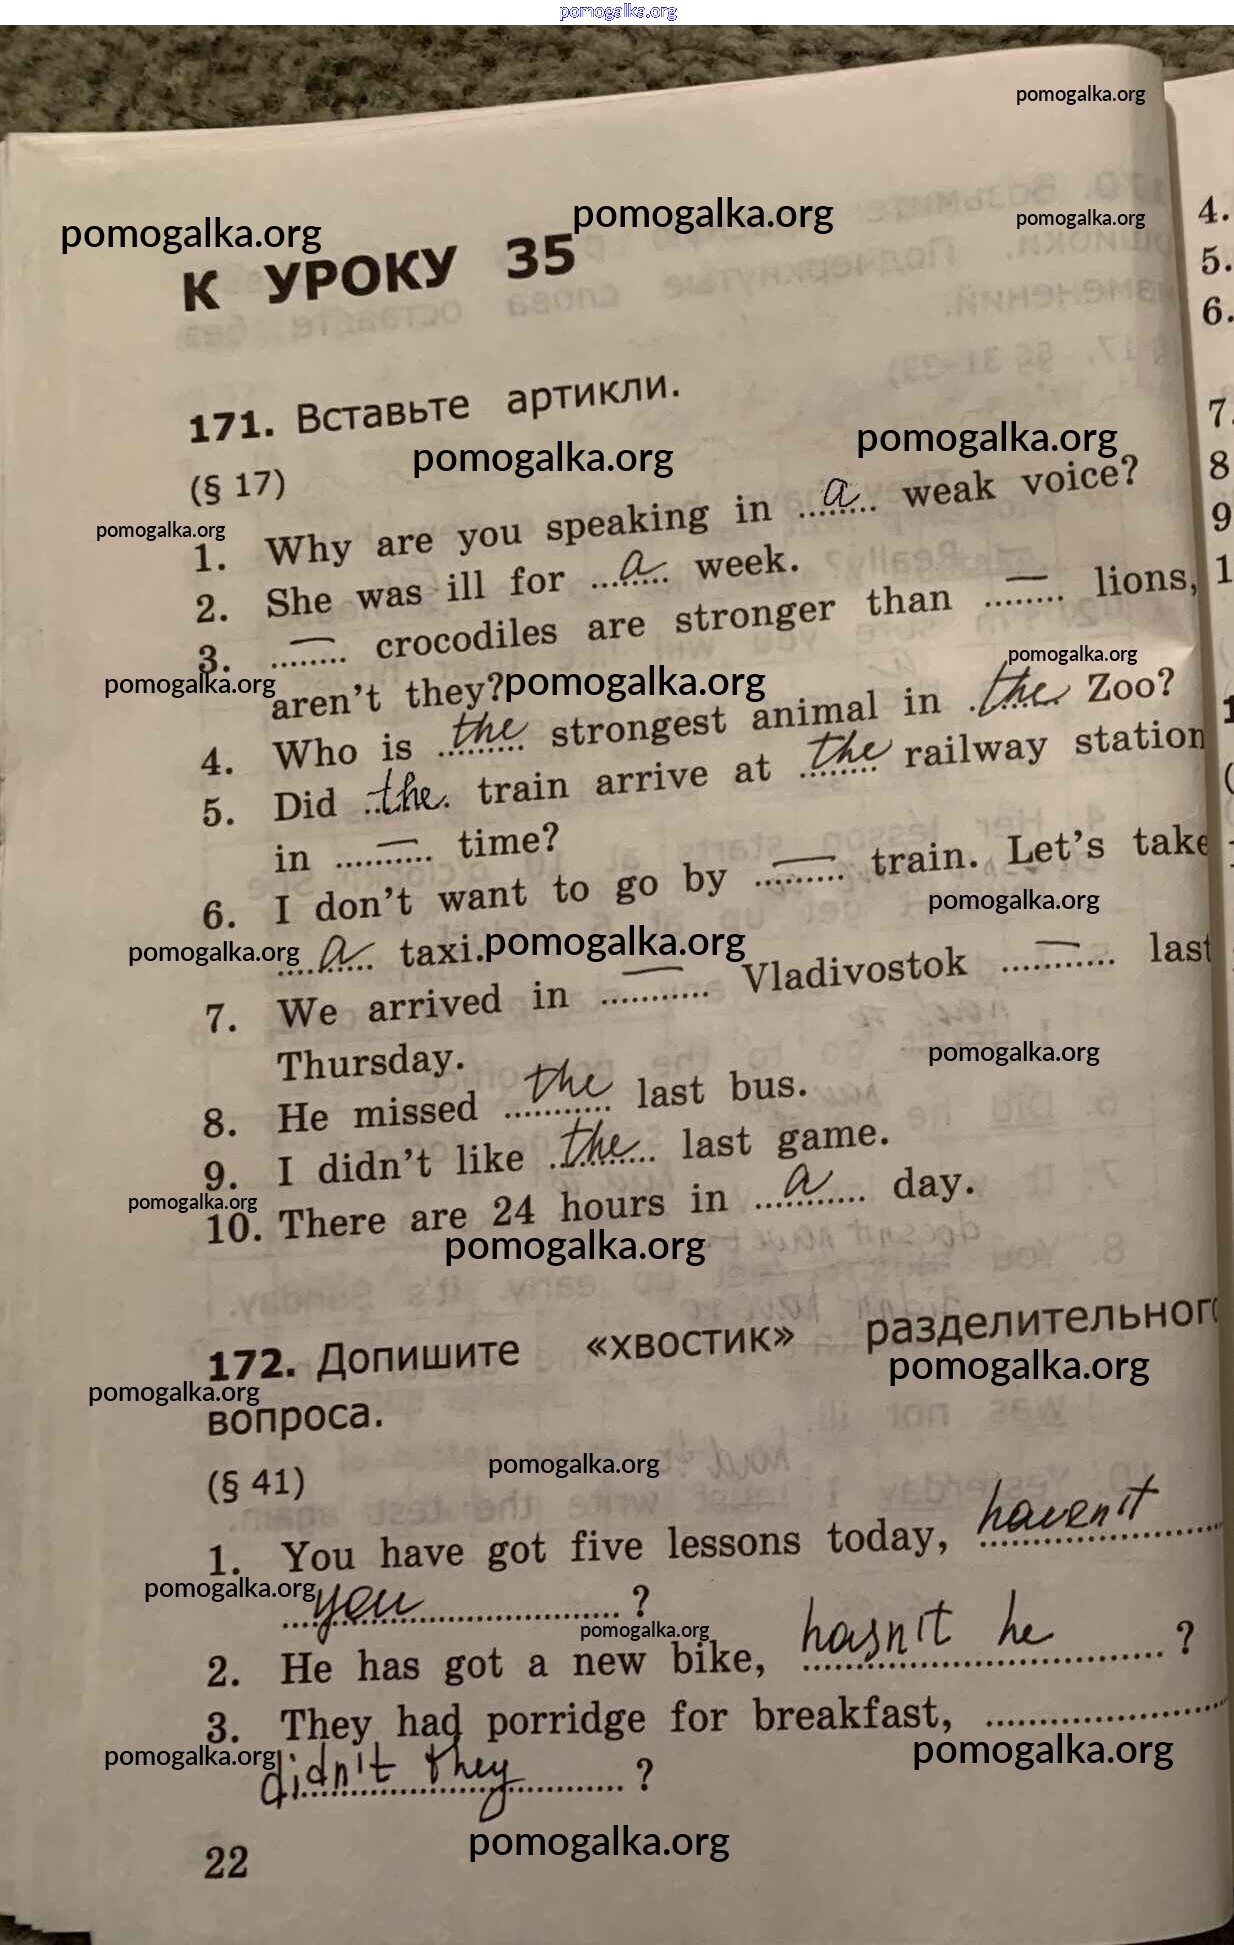 pomogalka.org
pomogalka.org
pomogalka.org
pomogalka.org
pomogalka.org
К УРОКУ 35
171. Вставьте артикли.
pomogalka.org
pomogalka.org
(§ 17)
pomogalka.org
1. Why are you speaking in ..a.. weak voice?
2. She was ill for ..a.. week.
3. ..—.. crocodiles are stronger than ..—.. lions,
pomogalka.org
pomogalka.org
aren't they?
pomogalka.org
4. Who is ..the.. strongest animal in ..the.. Zoo?
5. Did ..the.. train arrive at ..the.. railway station
in ..—.. time?
6. I don't want to go by ..—.. train. Let's take
pomogalka.org
pomogalka.org
..a.. taxi.
pomogalka.org
7. We arrived in ..—.. Vladivostok ..—.. last
Thursday.
pomogalka.org
8. He missed ..the.. last bus.
9. I didn't like ..the.. last game.
pomogalka.org
10. There are 24 hours in ..a.. day.
pomogalka.org
172. Допишите «хвостик» разделительного
pomogalka.org
pomogalka.org
вопроса.
pomogalka.org
(§ 41)
1. You have got five lessons today, haven't
pomogalka.org
you ?
pomogalka.org
2. He has got a new bike, hasn't he ?
3. They had porridge for breakfast, ..........
pomogalka.org
pomogalka.org
didn't they ?
pomogalka.org
22
4.
5.
6.
7.
8
9
1
1
(